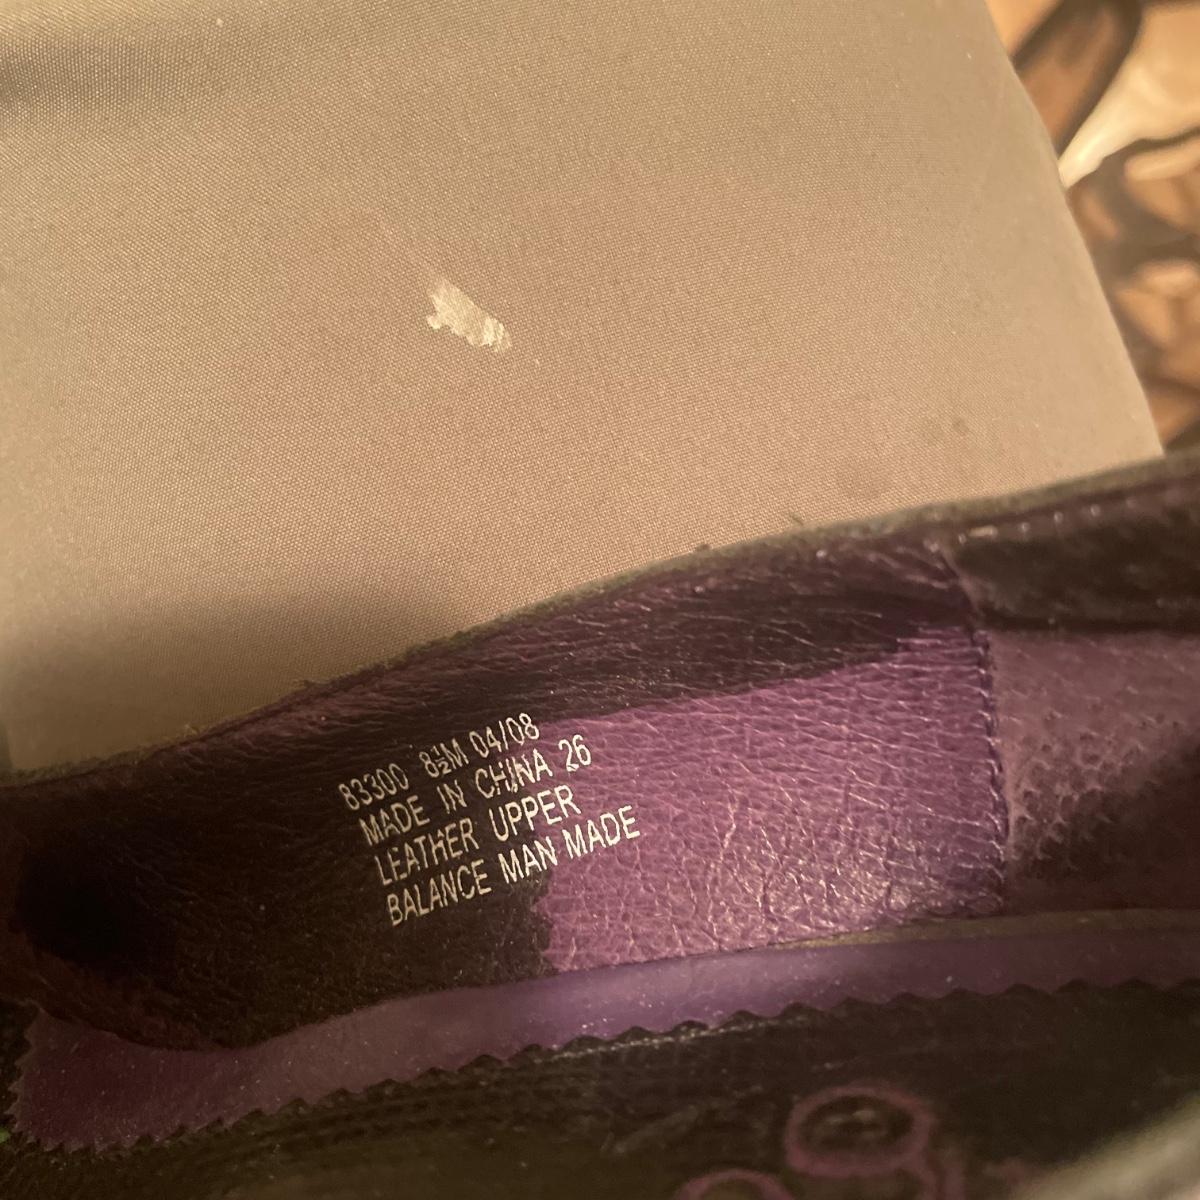 83300 8½M 04/08
MADE IN CHINA 26
LEATHER UPPER
BALANCE MAN MADE